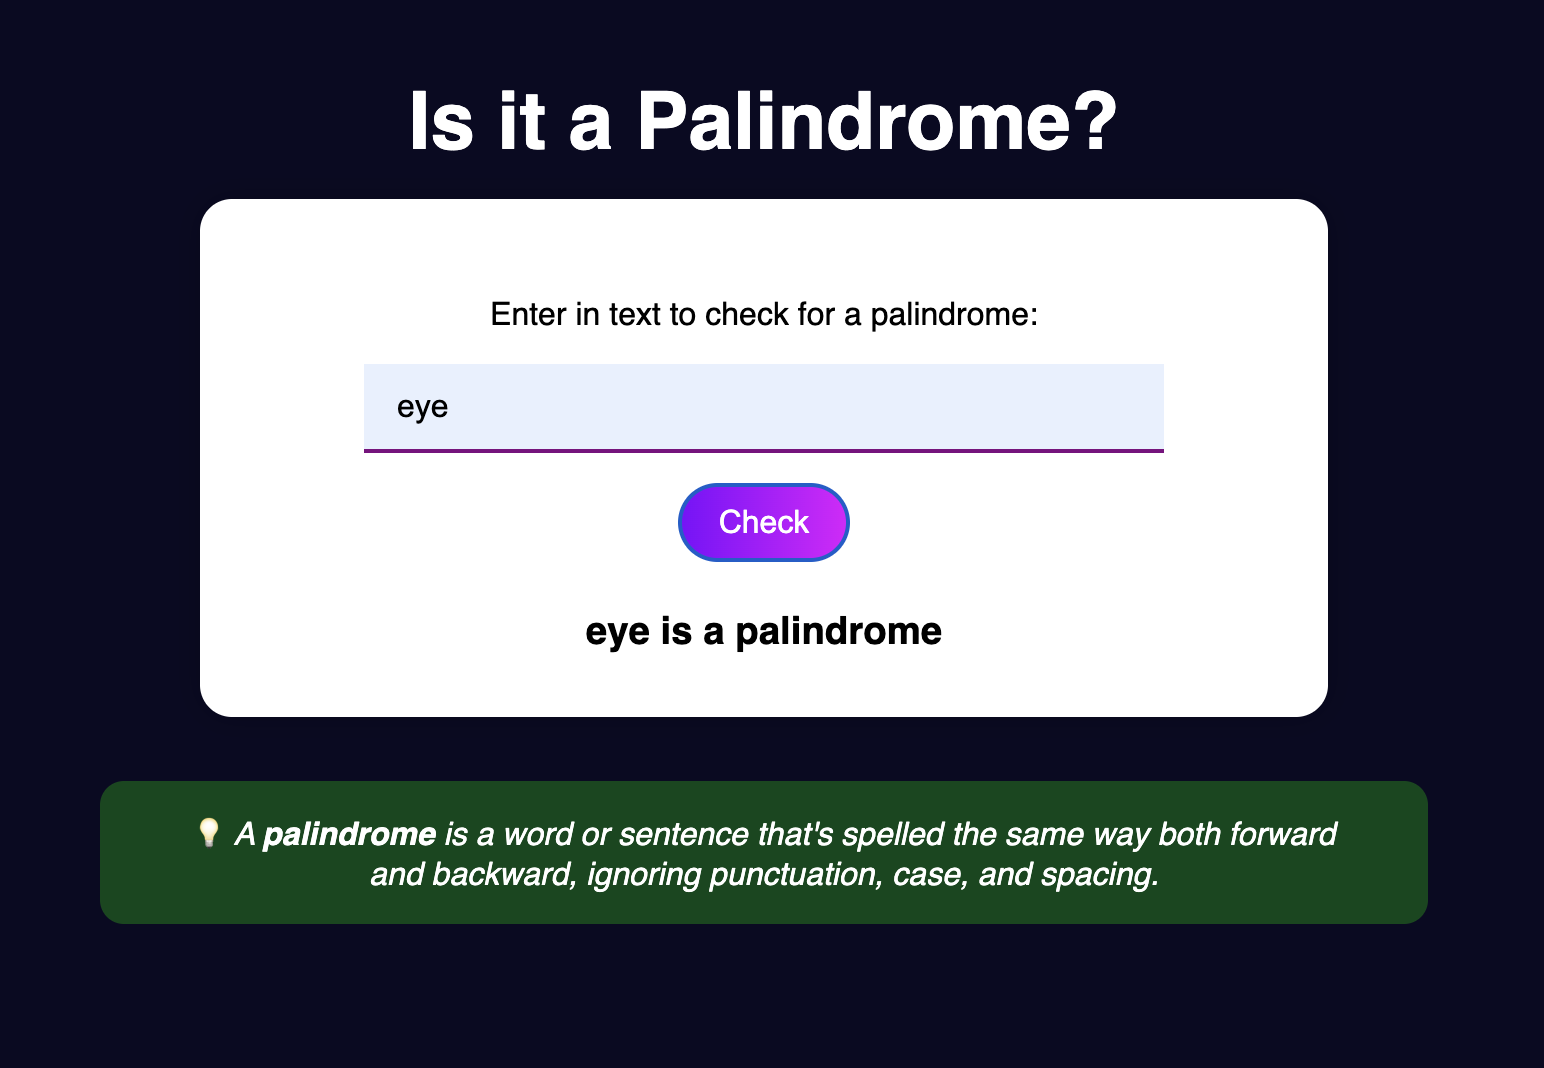 Is it a Palindrome?
Enter in text to check for a palindrome:
eye
Check
eye is a palindrome
💡 A palindrome is a word or sentence that's spelled the same way both forward
and backward, ignoring punctuation, case, and spacing.